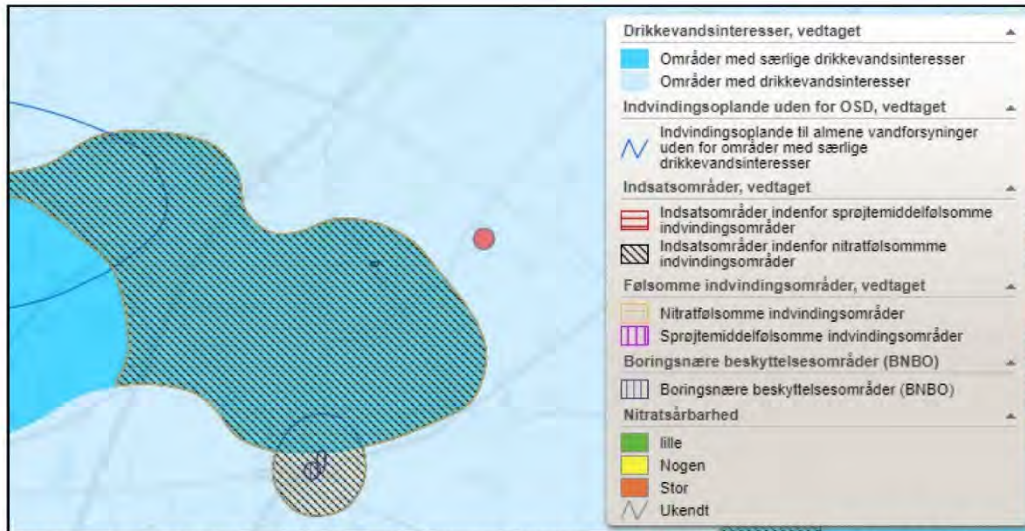 Drikkevandsinteresser, vedtaget
Områder med særlige drikkevandsinteresser
Områder med drikkevandsinteresser
Indvindingsoplande uden for OSD, vedtaget
Indvindingsoplande til almene vandforsyninger
uden for områder med særlige
drikkevandsinteresser
Indsatsområder, vedtaget
Indsatsområder indenfor sprøjtemiddelfølsomme
indvindingsområder
Indsatsområder indenfor nitratfølsommme
indvindingsområder
Følsomme indvindingsområder, vedtaget
Nitratfølsomme indvindingsområder
Sprøjtemiddelfølsomme indvindingsområder
Boringsnære beskyttelsesområder (BNBO)
Boringsnære beskyttelsesområder (BNBO)
Nitratsårbarhed
lille
Nogen
Stor
Ukendt